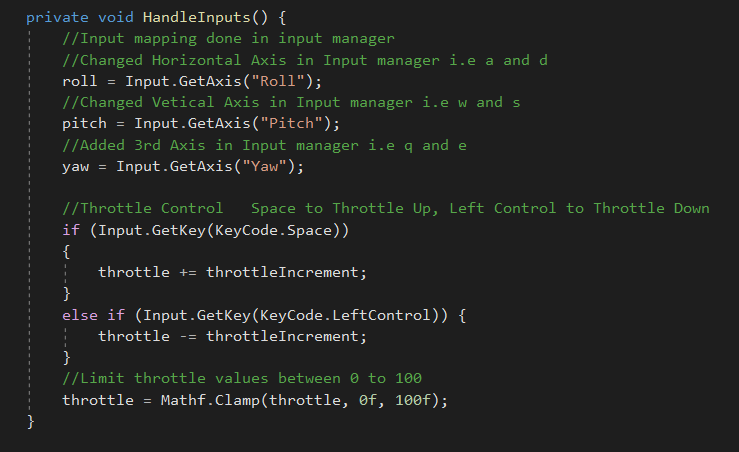 private void HandleInputs() {
//Input mapping done in input manager
//Changed Horizontal Axis in Input manager i.e a and d
roll = Input.GetAxis("Roll");
//Changed Vetical Axis in Input manager i.e w and s
pitch = Input.GetAxis("Pitch");
//Added 3rd Axis in Input manager i.e q and e
yaw = Input.GetAxis("Yaw");
//Throttle Control   Space to Throttle Up, Left Control to Throttle Down
if (Input.GetKey(KeyCode.Space))
{
throttle += throttleIncrement;
}
else if (Input.GetKey(KeyCode.LeftControl)) {
throttle -= throttleIncrement;
}
//Limit throttle values between 0 to 100
throttle = Mathf.Clamp(throttle, 0f, 100f);
}